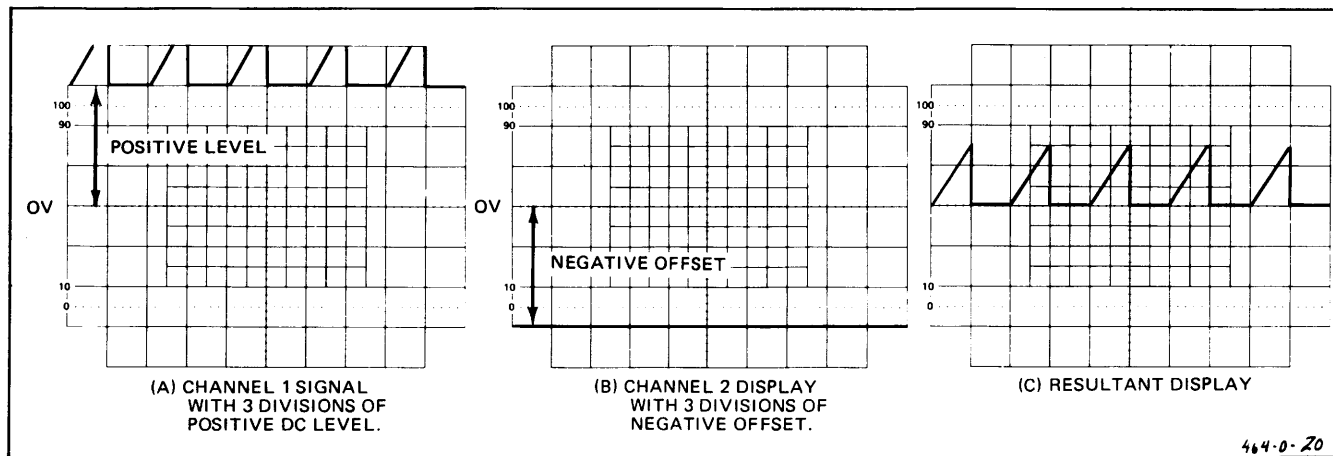 100
90
POSITIVE LEVEL
OV
10
0
(A) CHANNEL 1 SIGNAL
WITH 3 DIVISIONS OF
POSITIVE DC LEVEL.
100
90
OV
NEGATIVE OFFSET
10
0
(B) CHANNEL 2 DISPLAY
WITH 3 DIVISIONS OF
NEGATIVE OFFSET.
100
90
10
0
(C) RESULTANT DISPLAY
464-0-20